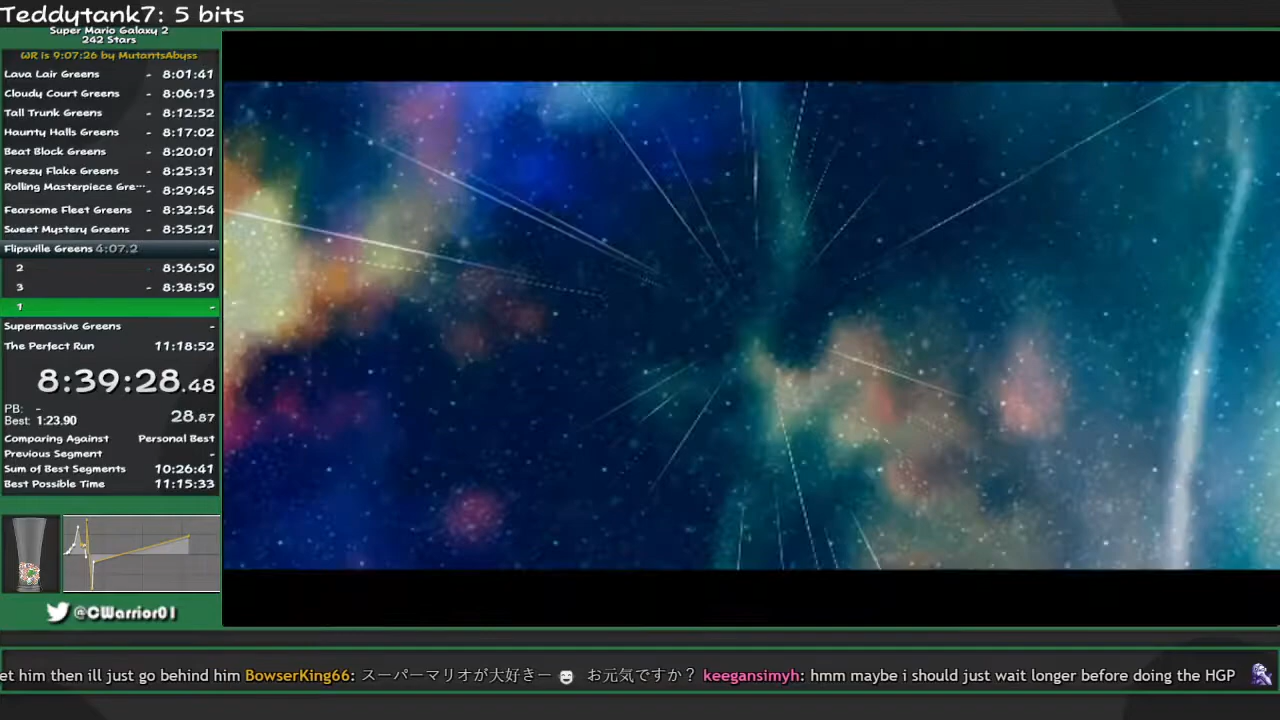 Teddytank7: 5 bits
Super Mario Galaxy 2
242 Stars
WR is 9:07:26 by MutantsAbyss
Lava Lair Greens - 8:01:41
Cloudy Court Greens - 8:06:13
Tall Trunk Greens - 8:12:52
Haunty Halls Greens - 8:17:02
Beat Block Greens - 8:20:01
Freezy Flake Greens - 8:25:31
Rolling Masterpiece Gre... - 8:29:45
Fearsome Fleet Greens - 8:32:54
Sweet Mystery Greens - 8:35:21
Flipsville Greens 4:07.2 -
2 - 8:36:50
3 - 8:38:59
1 -
Supermassive Greens -
The Perfect Run 11:18:52
8:39:28.48
PB: -
Best: 1:23.90 28.87
Comparing Against Personal Best
Previous Segment -
Sum of Best Segments 10:26:41
Best Possible Time 11:15:33
@CWarrior01
et him then ill just go behind him BowserKing66: スーパーマリオが大好きー お元気ですか？ keegansimyh: hmm maybe i should just wait longer before doing the HGP